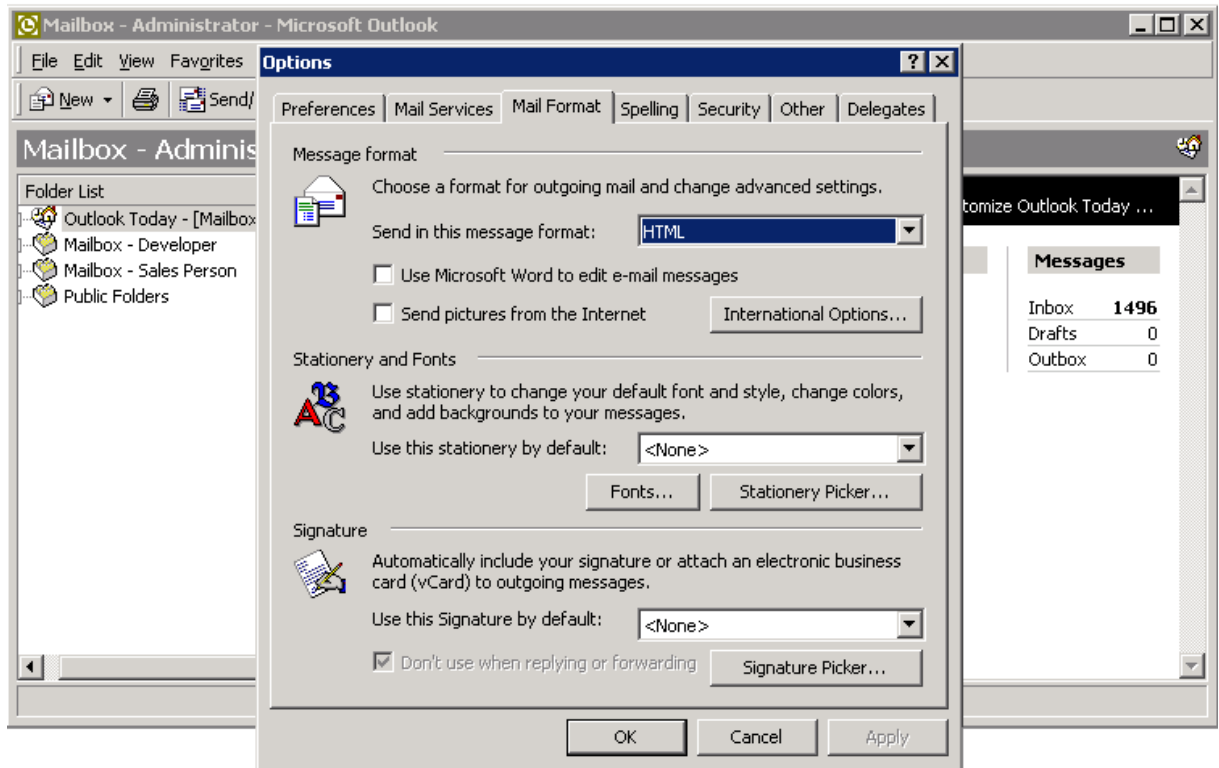 Mailbox - Administrator - Microsoft Outlook
File Edit View Favorites
New Send/
Mailbox - Adminis
Folder List
Outlook Today - [Mailbox
Mailbox - Developer
Mailbox - Sales Person
Public Folders
Options
Preferences Mail Services Mail Format Spelling Security Other Delegates
Message format
Choose a format for outgoing mail and change advanced settings.
Send in this message format: HTML
Use Microsoft Word to edit e-mail messages
Send pictures from the Internet International Options...
Stationery and Fonts
Use stationery to change your default font and style, change colors,
and add backgrounds to your messages.
Use this stationery by default: <None>
Fonts... Stationery Picker...
Signature
Automatically include your signature or attach an electronic business
card (vCard) to outgoing messages.
Use this Signature by default: <None>
Don't use when replying or forwarding Signature Picker...
OK Cancel Apply
tomize Outlook Today ...
Messages
Inbox 1496
Drafts 0
Outbox 0